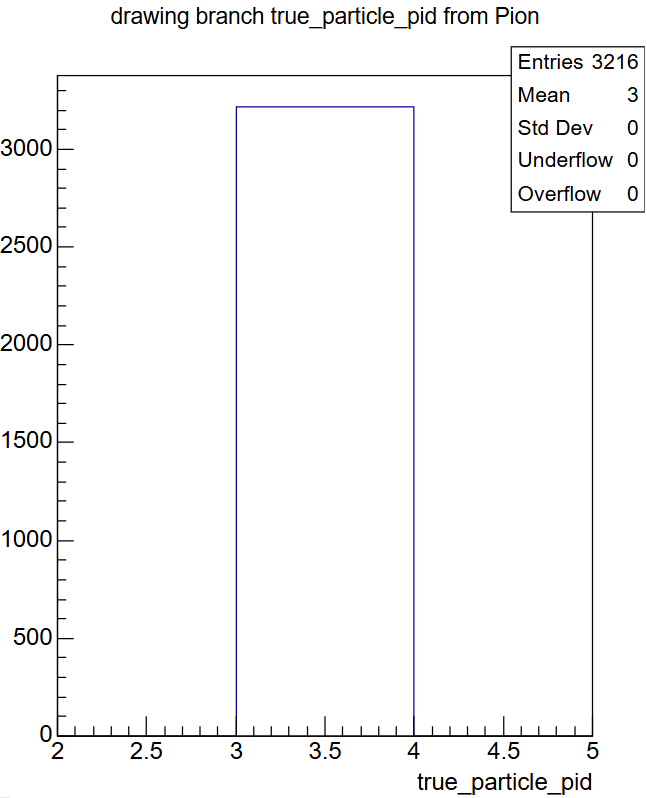 drawing branch true_particle_pid from Pion
Entries 3216
Mean 3
Std Dev 0
Underflow 0
Overflow 0
3000
2500
2000
1500
1000
500
0
2 2.5 3 3.5 4 4.5 5
true_particle_pid